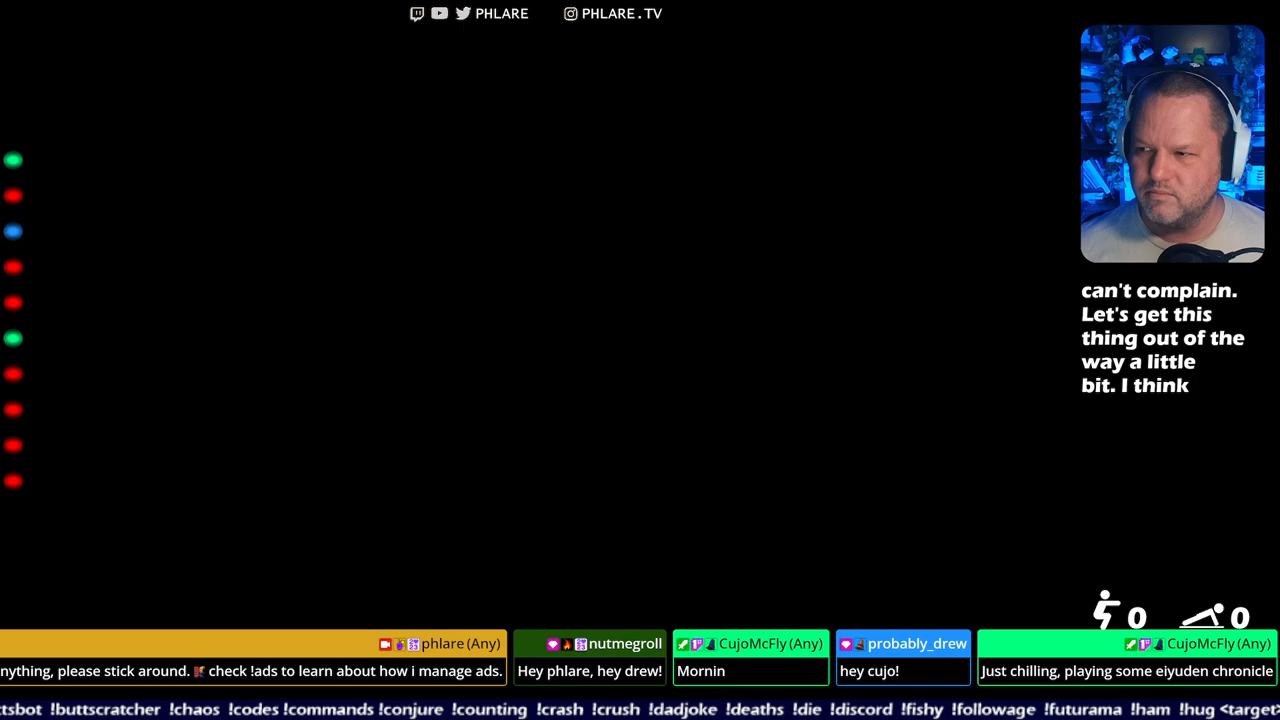 PHLARE PHLARE.TV
can't complain.
Let's get this
thing out of the
way a little
bit. I think
0 0
phlare (Any)
nything, please stick around. check !ads to learn about how i manage ads.
nutmegroll
Hey phlare, hey drew!
CujoMcFly (Any)
Mornin
probably_drew
hey cujo!
CujoMcFly (Any)
Just chilling, playing some eiyuden chronicle
tsbot !buttscratcher !chaos !codes !commands !conjure !counting !crash !crush !dadjoke !deaths !die !discord !fishy !followage !futurama !ham !hug <target>